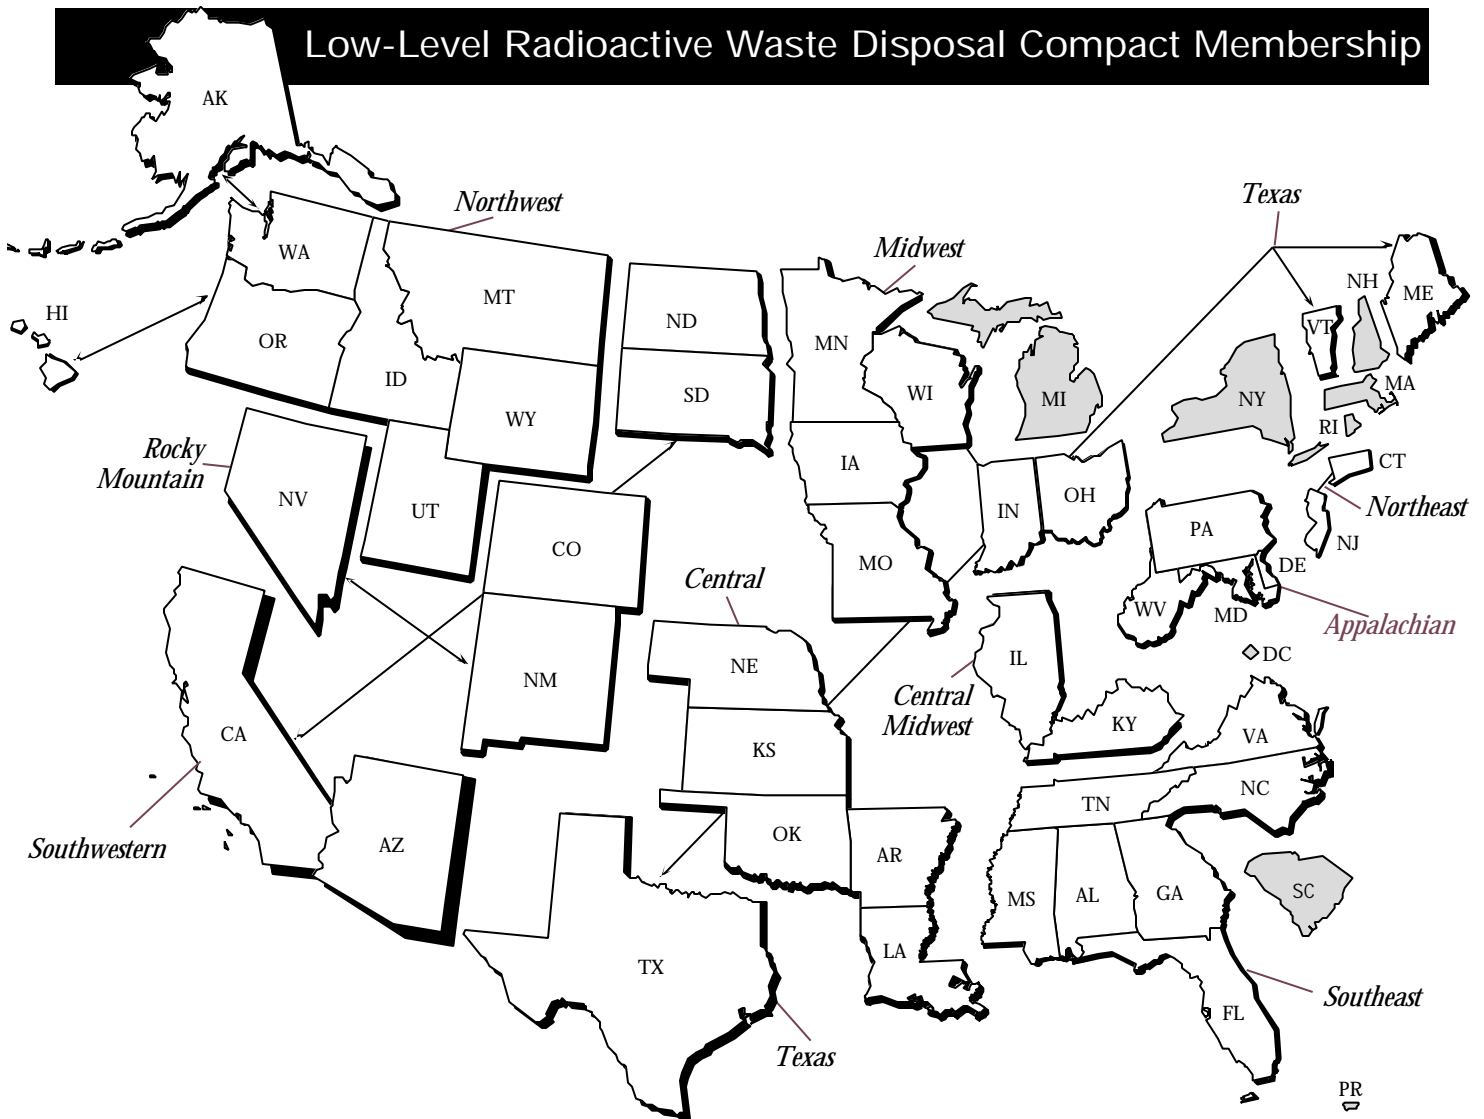 Low-Level Radioactive Waste Disposal Compact Membership
AK
Northwest
Texas
WA
Midwest
NH
ME
HI
MT
ND
VT
OR
MN
ID
SD
WI
MI
NY
MA
WY
RI
Rocky
Mountain
IA
CT
NV
UT
IN
OH
Northeast
PA
NJ
CO
MO
DE
Central
WV
MD
Appalachian
DC
NM
NE
IL
Central
Midwest
KY
CA
KS
VA
NC
TN
OK
Southwestern
AZ
AR
MS
AL
GA
SC
LA
TX
Southeast
FL
Texas
PR